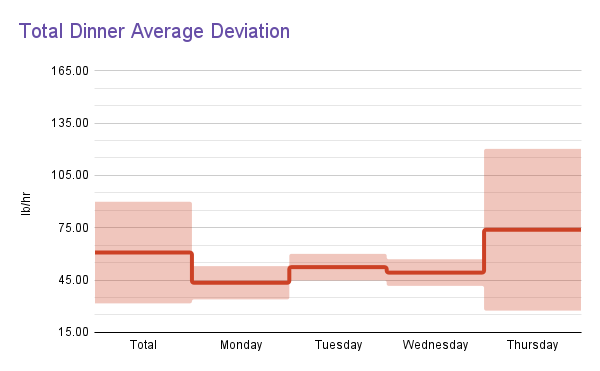 Total Dinner Average Deviation
165.00
135.00
105.00
75.00
45.00
15.00
lb/hr
Total Monday Tuesday Wednesday Thursday